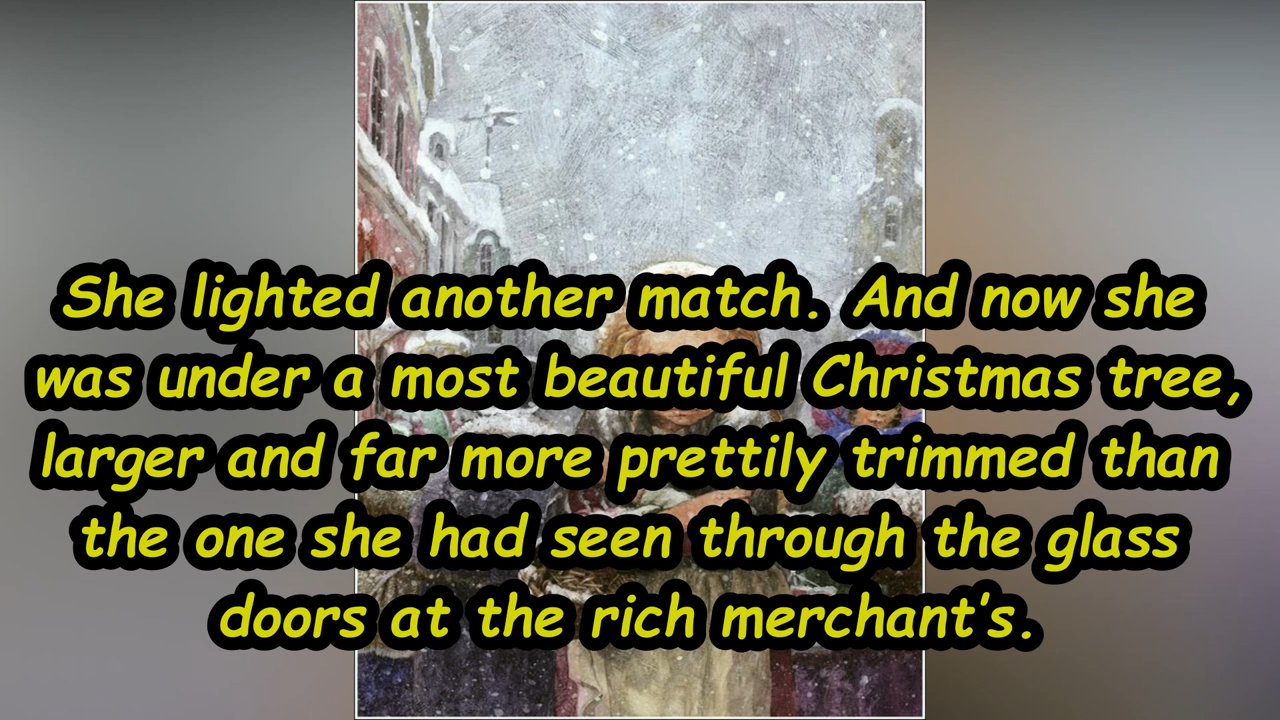 She lighted another match. And now she
was under a most beautiful Christmas tree,
larger and far more prettily trimmed than
the one she had seen through the glass
doors at the rich merchant's.